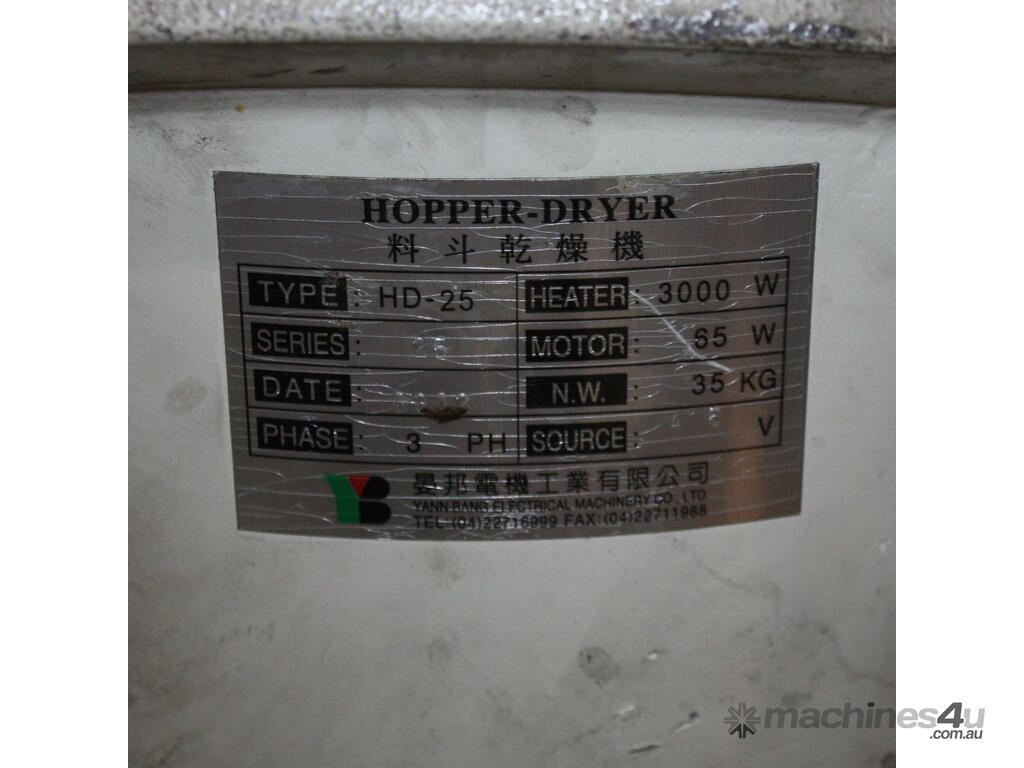 HOPPER-DRYER
料斗乾燥機
TYPE : HD-25 HEATER : 3000 W
SERIES : MOTOR : 65 W
DATE : N.W. : 35 KG
PHASE : 3 PH SOURCE : V
YB 晏邦電機工業有限公司
YANN BANG ELECTRICAL MACHINERY CO., LTD
TEL (04)22716999 FAX:(04)22711988
machines4u
.com.au